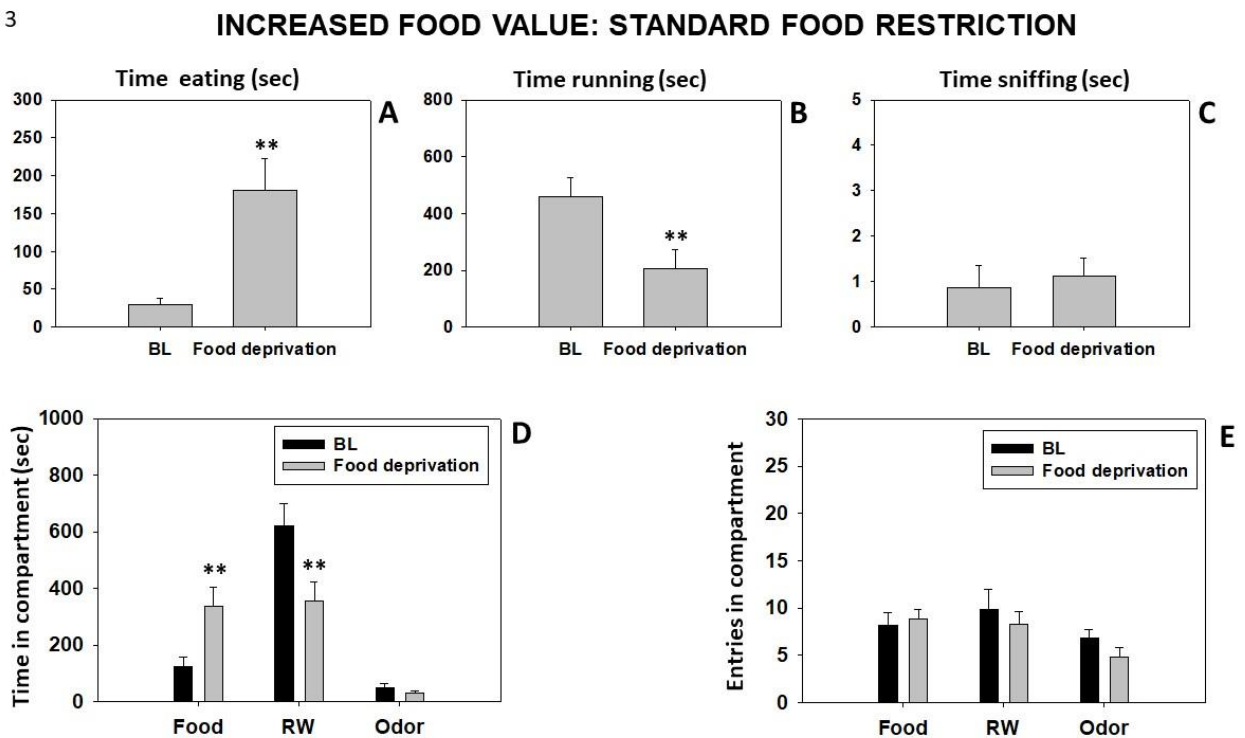 3
INCREASED FOOD VALUE: STANDARD FOOD RESTRICTION
Time eating (sec)
A
300
250
200
150
100
50
0
**
BL Food deprivation
Time running (sec)
B
800
600
400
200
0
**
BL Food deprivation
Time sniffing (sec)
C
5
4
3
2
1
0
BL Food deprivation
D
Time in compartment (sec)
1000
800
600
400
200
0
BL
Food deprivation
**
**
Food RW Odor
E
Entries in compartment
30
25
20
15
10
5
0
BL
Food deprivation
Food RW Odor